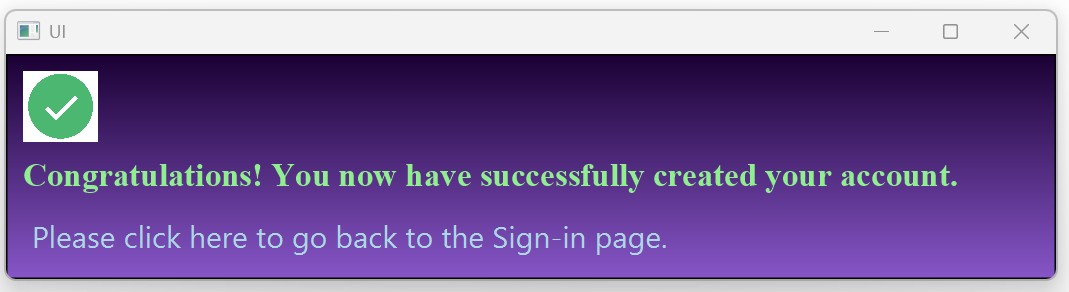 UI
Congratulations! You now have successfully created your account.
Please click here to go back to the Sign-in page.